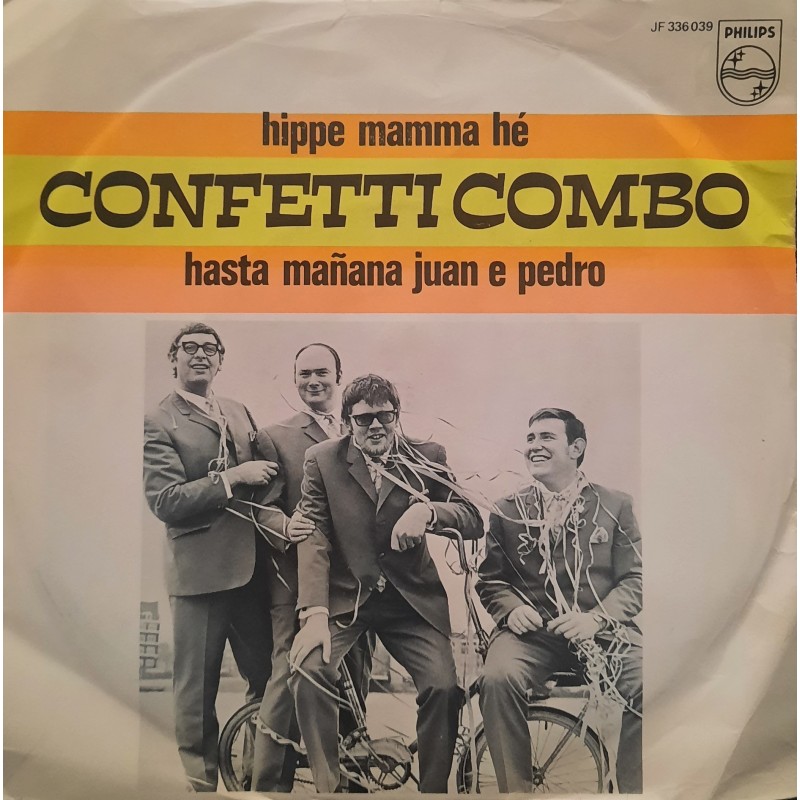 JF 336 039
PHILIPS
hippe mamma hé
CONFETTI COMBO
hasta mañana juan e pedro